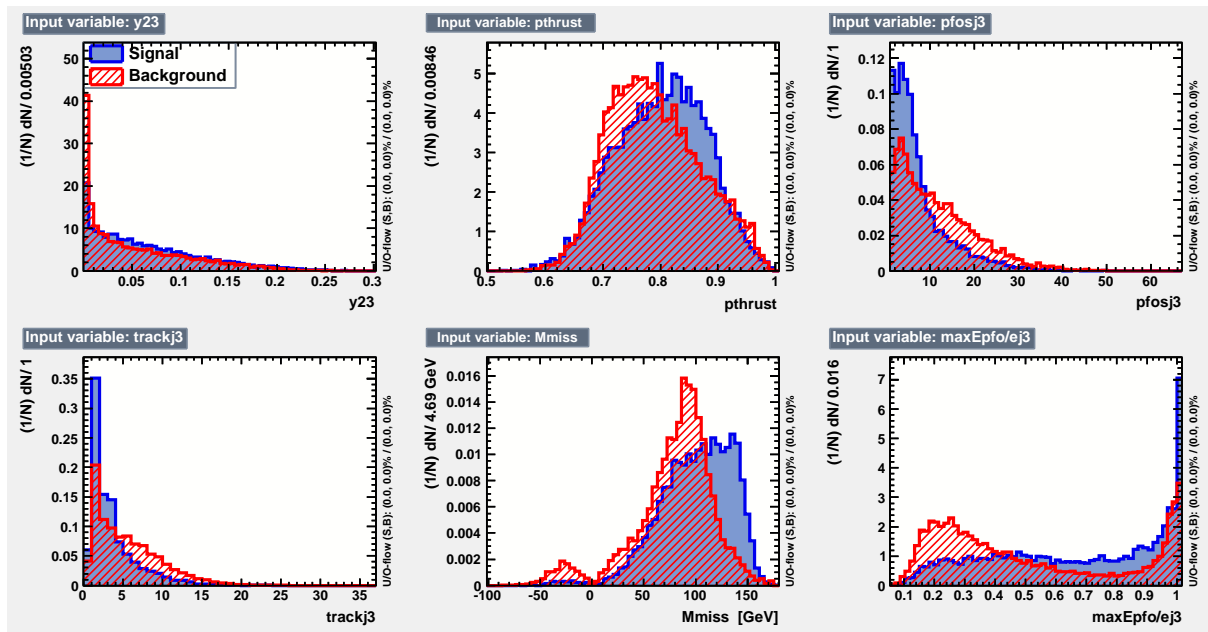 Input variable: y23
(1/N) dN/ 0.00503
50
40
30
20
10
0
Signal
Background
0.05 0.1 0.15 0.2 0.25 0.3
y23
U/O-flow (S,B): (0.0, 0.0)% / (0.0, 0.0)%
Input variable: pthrust
(1/N) dN/ 0.00846
5
4
3
2
1
0
0.5 0.6 0.7 0.8 0.9 1
pthrust
U/O-flow (S,B): (0.0, 0.0)% / (0.0, 0.0)%
Input variable: pfosj3
(1/N) dN/ 1
0.12
0.1
0.08
0.06
0.04
0.02
0
10 20 30 40 50 60
pfosj3
U/O-flow (S,B): (0.0, 0.0)% / (0.0, 0.0)%
Input variable: trackj3
(1/N) dN/ 1
0.35
0.3
0.25
0.2
0.15
0.1
0.05
0
0 5 10 15 20 25 30 35
trackj3
U/O-flow (S,B): (0.0, 0.0)% / (0.0, 0.0)%
Input variable: Mmiss
(1/N) dN/ 4.69 GeV
0.016
0.014
0.012
0.01
0.008
0.006
0.004
0.002
0
-100 -50 0 50 100 150
Mmiss [GeV]
U/O-flow (S,B): (0.0, 0.0)% / (0.0, 0.0)%
Input variable: maxEpfo/ej3
(1/N) dN/ 0.016
7
6
5
4
3
2
1
0
0.1 0.2 0.3 0.4 0.5 0.6 0.7 0.8 0.9 1
maxEpfo/ej3
U/O-flow (S,B): (0.0, 0.0)% / (0.0, 0.0)%